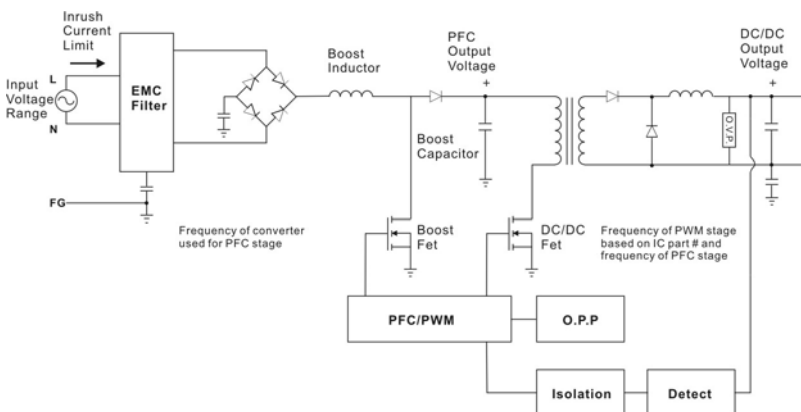 Inrush
Current
Limit
Input
Voltage
Range
L
N
EMC
Filter
FG
Boost
Inductor
PFC
Output
Voltage
+
DC/DC
Output
Voltage
+
Boost
Capacitor
O.V.P.
Frequency of converter
used for PFC stage
Boost
Fet
DC/DC
Fet
Frequency of PWM stage
based on IC part # and
frequency of PFC stage
PFC/PWM
O.P.P
Isolation
Detect